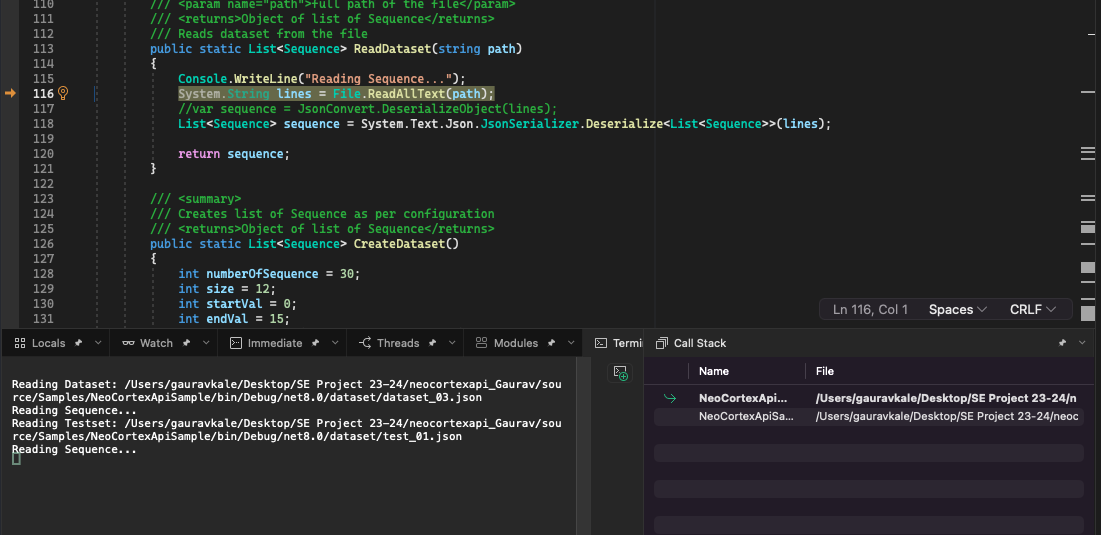 110 /// <param name="path">full path of the file</param>
111 /// <returns>Object of list of Sequence</returns>
112 /// Reads dataset from the file
113 public static List<Sequence> ReadDataset(string path)
114 {
115 Console.WriteLine("Reading Sequence...");
116 System.String lines = File.ReadAllText(path);
117 //var sequence = JsonConvert.DeserializeObject(lines);
118 List<Sequence> sequence = System.Text.Json.JsonSerializer.Deserialize<List<Sequence>>(lines);
119
120 return sequence;
121 }
122
123 /// <summary>
124 /// Creates list of Sequence as per configuration
125 /// <returns>Object of list of Sequence</returns>
126 public static List<Sequence> CreateDataset()
127 {
128 int numberOfSequence = 30;
129 int size = 12;
130 int startVal = 0;
131 int endVal = 15;
Ln 116, Col 1 Spaces CRLF
Locals Watch Immediate Threads Modules Termi
Reading Dataset: /Users/gauravkale/Desktop/SE Project 23-24/neocortexapi_Gaurav/sou
rce/Samples/NeoCortexApiSample/bin/Debug/net8.0/dataset/dataset_03.json
Reading Sequence...
Reading Testset: /Users/gauravkale/Desktop/SE Project 23-24/neocortexapi_Gaurav/sou
rce/Samples/NeoCortexApiSample/bin/Debug/net8.0/dataset/test_01.json
Reading Sequence...
Call Stack
Name File
NeoCortexApi... /Users/gauravkale/Desktop/SE Project 23-24/n
NeoCortexApiSa... /Users/gauravkale/Desktop/SE Project 23-24/neoc